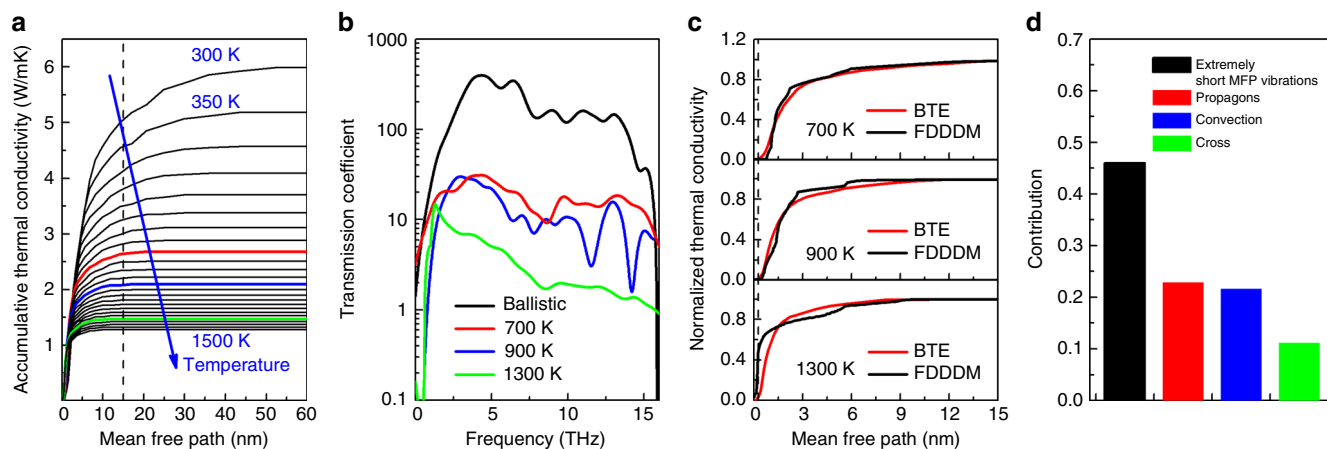 a
Accumulative thermal conductivity (W/mK)
6
5
4
3
2
1
300 K
350 K
1500 K
Temperature
0 10 20 30 40 50 60
Mean free path (nm)
b
Transmission coefficient
1000
100
10
1
0.1
Ballistic
700 K
900 K
1300 K
0 5 10 15
Frequency (THz)
c
Normalized thermal conductivity
1.2
0.8
0.4
0.0
BTE
FDDDM
700 K
0.8
0.4
0.0
BTE
FDDDM
900 K
0.8
0.4
0.0
BTE
FDDDM
1300 K
0 3 6 9 12 15
Mean free path (nm)
d
Contribution
0.7
0.6
0.5
0.4
0.3
0.2
0.1
0.0
Extremely
short MFP vibrations
Propagons
Convection
Cross